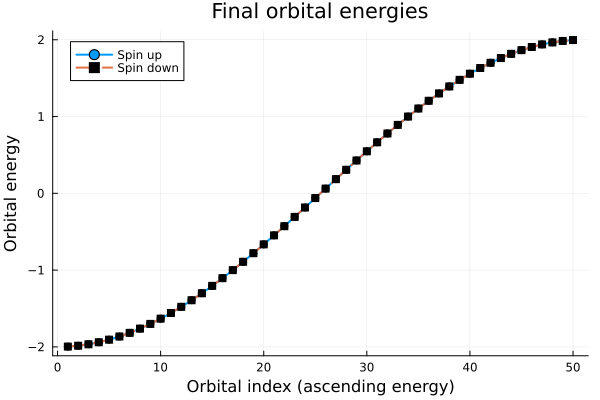 Final orbital energies
Spin up
Spin down
Orbital energy
2
1
0
−1
−2
0 10 20 30 40 50
Orbital index (ascending energy)